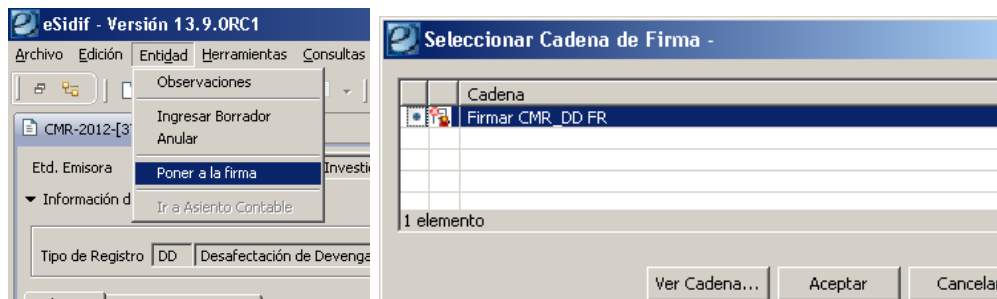 eSidif - Versión 13.9.0RC1
Archivo Edición Entidad Herramientas Consultas
Observaciones
Ingresar Borrador
Anular
Poner a la firma
Ir a Asiento Contable
CMR-2012-[3
Etd. Emisora Investi
Información d
Tipo de Registro DD Desafectación de Devenga
Seleccionar Cadena de Firma -
Cadena
Firmar CMR_DD FR
1 elemento
Ver Cadena... Aceptar Cancelar